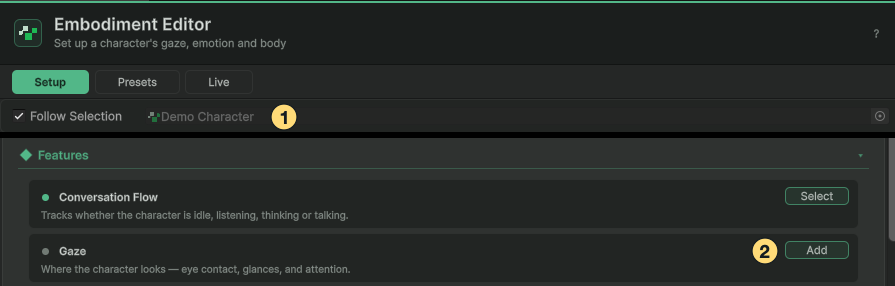 Embodiment Editor
Set up a character's gaze, emotion and body
?
Setup Presets Live
Follow Selection Demo Character 1
Features
Conversation Flow Select
Tracks whether the character is idle, listening, thinking or talking.
Gaze 2 Add
Where the character looks — eye contact, glances, and attention.